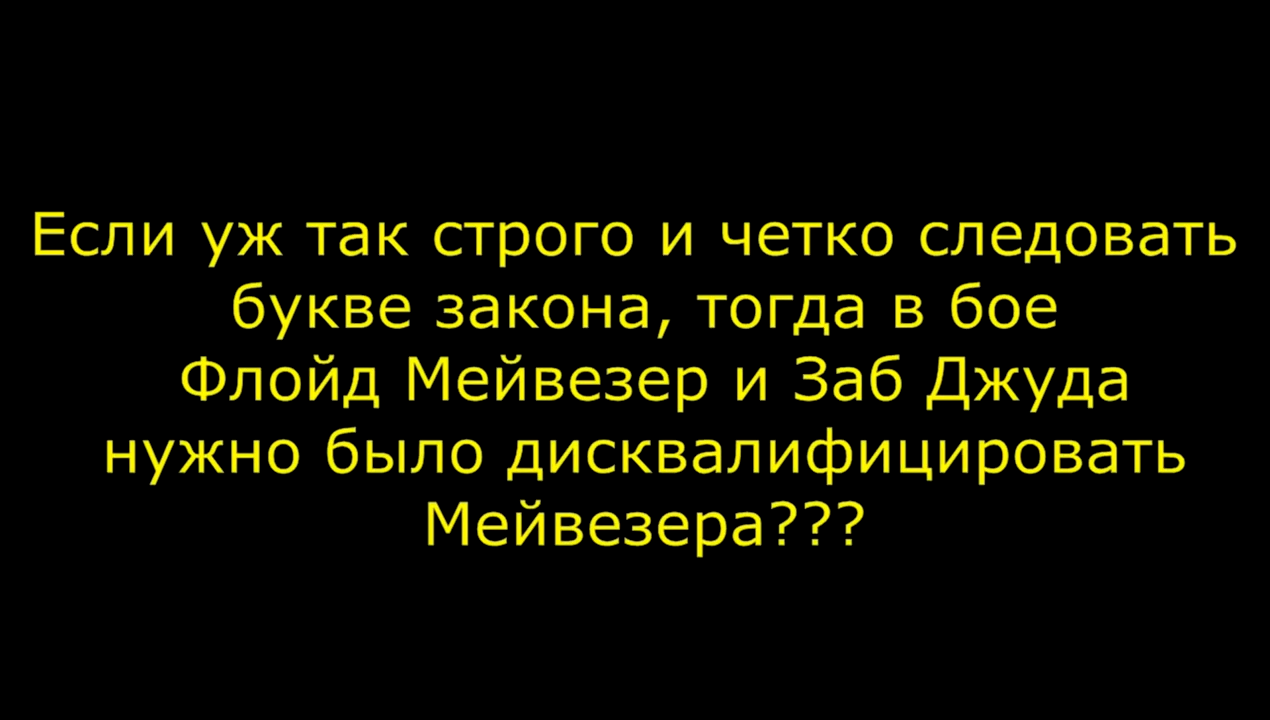 Если уж так строго и четко следовать
букве закона, тогда в бое
Флойд Мейвезер и Заб Джуда
нужно было дисквалифицировать
Мейвезера???